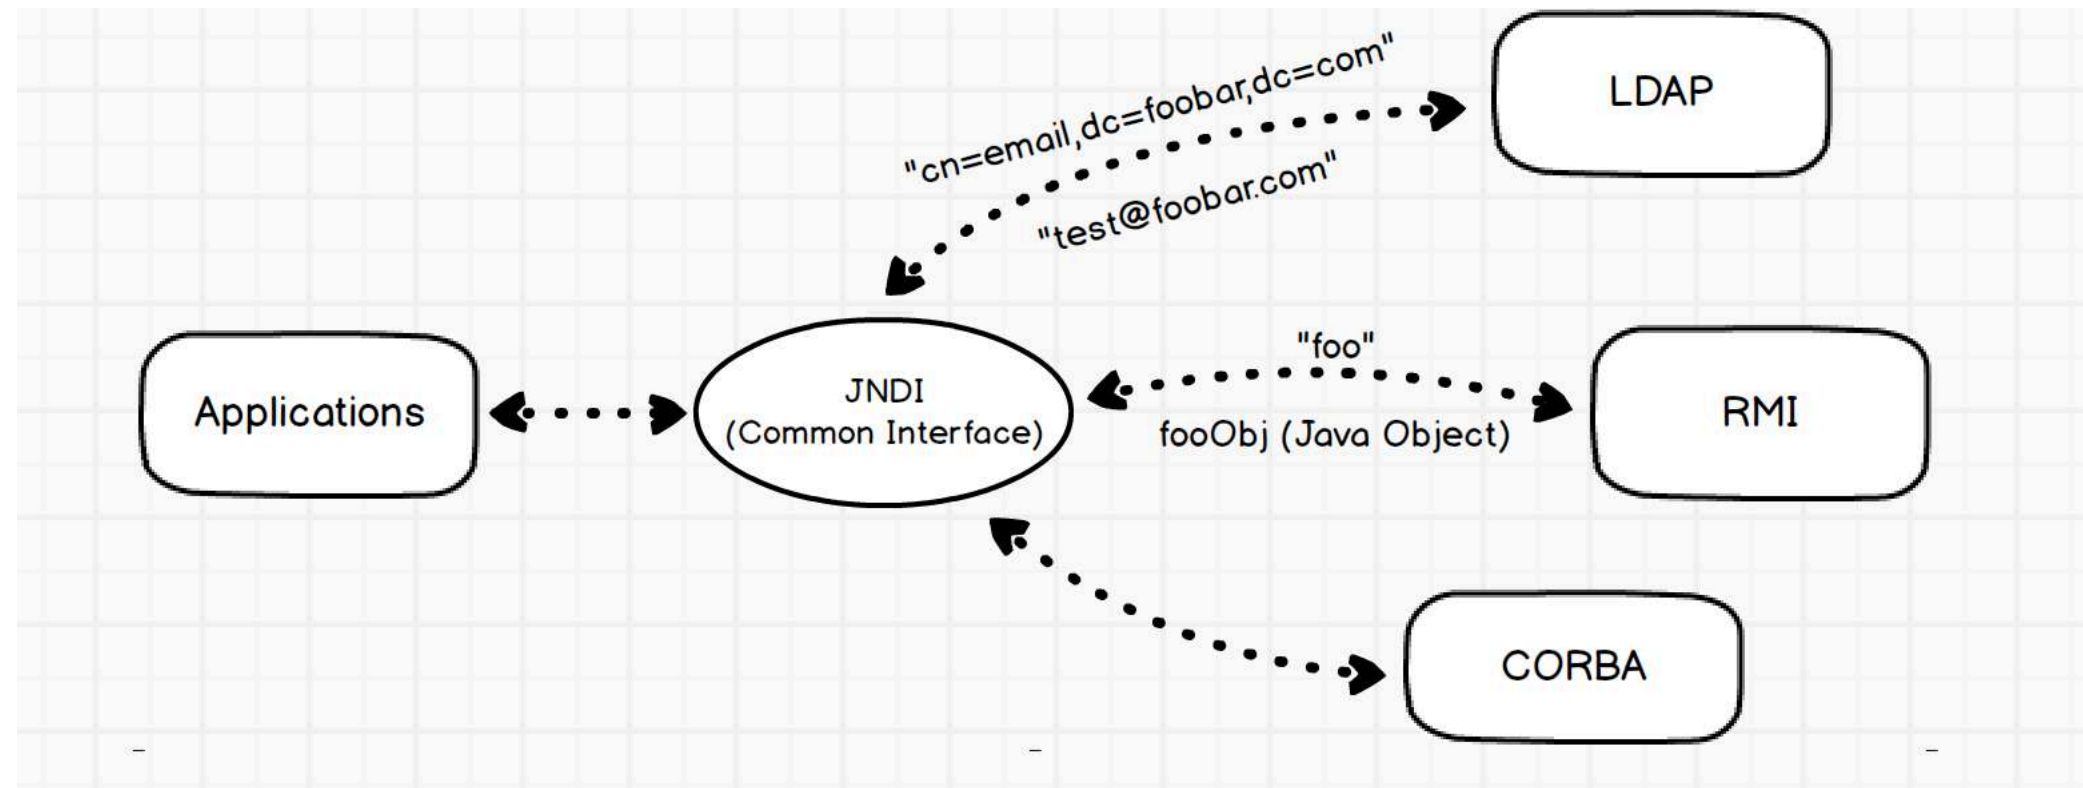 "cn=email,dc=foobar,dc=com"
LDAP
"test@foobar.com"
"foo"
Applications
JNDI
(Common Interface)
fooObj (Java Object)
RMI
CORBA